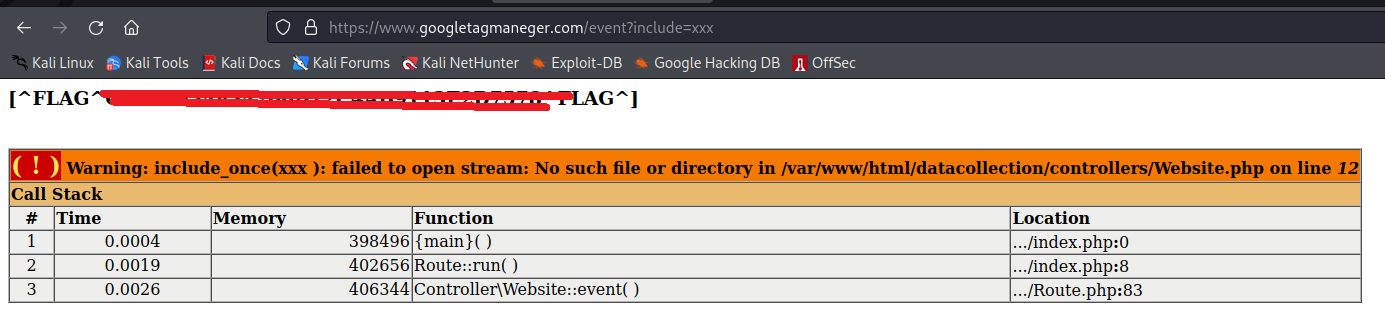 https://www.googletagmaneger.com/event?include=xxx
Kali Linux Kali Tools Kali Docs Kali Forums Kali NetHunter Exploit-DB Google Hacking DB OffSec
[^FLAG^ FLAG^]
( ! ) Warning: include_once(xxx ): failed to open stream: No such file or directory in /var/www/html/datacollection/controllers/Website.php on line 12
Call Stack
# Time Memory Function Location
1 0.0004 398496 {main}( ) .../index.php:0
2 0.0019 402656 Route::run( ) .../index.php:8
3 0.0026 406344 Controller\Website::event( ) .../Route.php:83